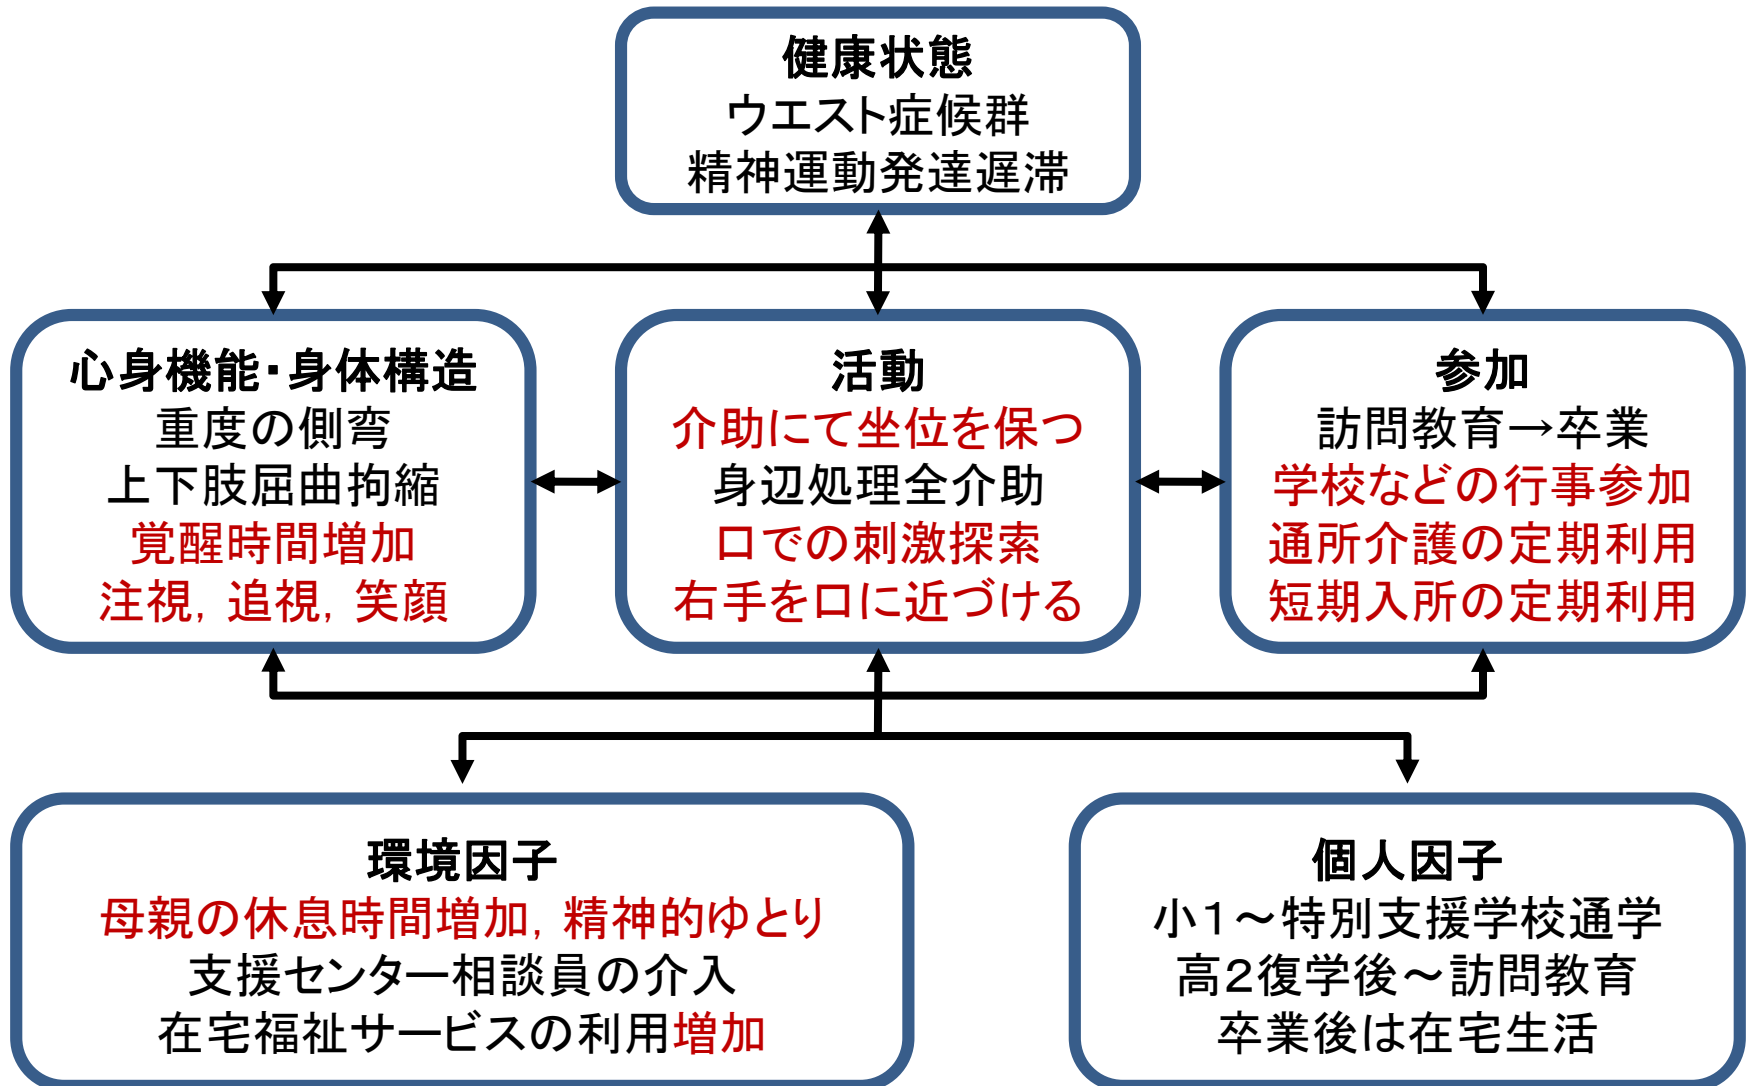 健康状態
ウエスト症候群
精神運動発達遅滞
心身機能・身体構造
重度の側弯
上下肢屈曲拘縮
覚醒時間増加
注視，追視，笑顔
活動
介助にて坐位を保つ
身辺処理全介助
口での刺激探索
右手を口に近づける
参加
訪問教育→卒業
学校などの行事参加
通所介護の定期利用
短期入所の定期利用
環境因子
母親の休息時間増加，精神的ゆとり
支援センター相談員の介入
在宅福祉サービスの利用増加
個人因子
小１～特別支援学校通学
高２復学後～訪問教育
卒業後は在宅生活